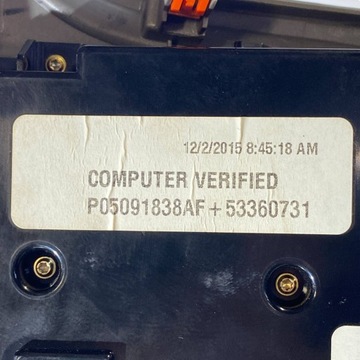 12/2/2015 8:45:18 AM
COMPUTER VERIFIED
P05091838AF + 53360731